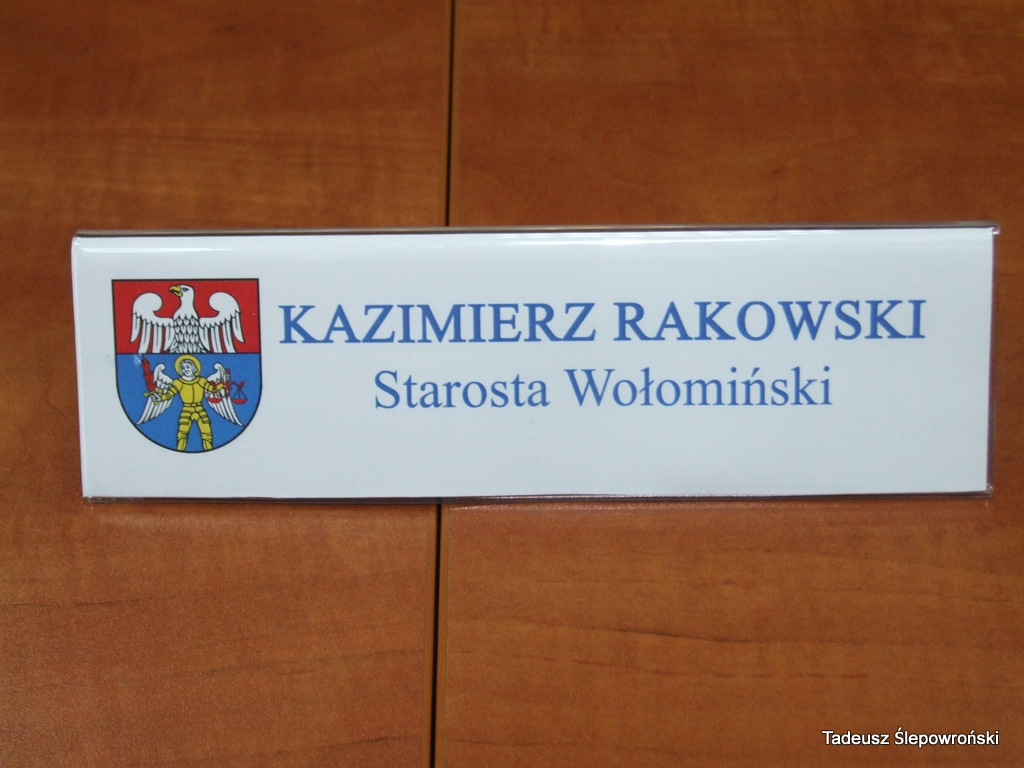 KAZIMIERZ RAKOWSKI
Starosta Wołomiński
Tadeusz Ślepowroński